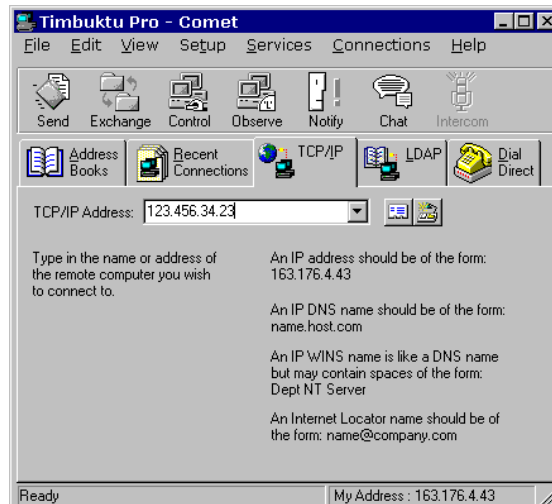 Timbuktu Pro - Comet
File Edit View Setup Services Connections Help
Send Exchange Control Observe Notify Chat Intercom
Address Books Recent Connections TCP/IP LDAP Dial Direct
TCP/IP Address: 123.456.34.23
Type in the name or address of
the remote computer you wish
to connect to.
An IP address should be of the form:
163.176.4.43
An IP DNS name should be of the form:
name.host.com
An IP WINS name is like a DNS name
but may contain spaces of the form:
Dept NT Server
An Internet Locator name should be of
the form: name@company.com
Ready My Address : 163.176.4.43